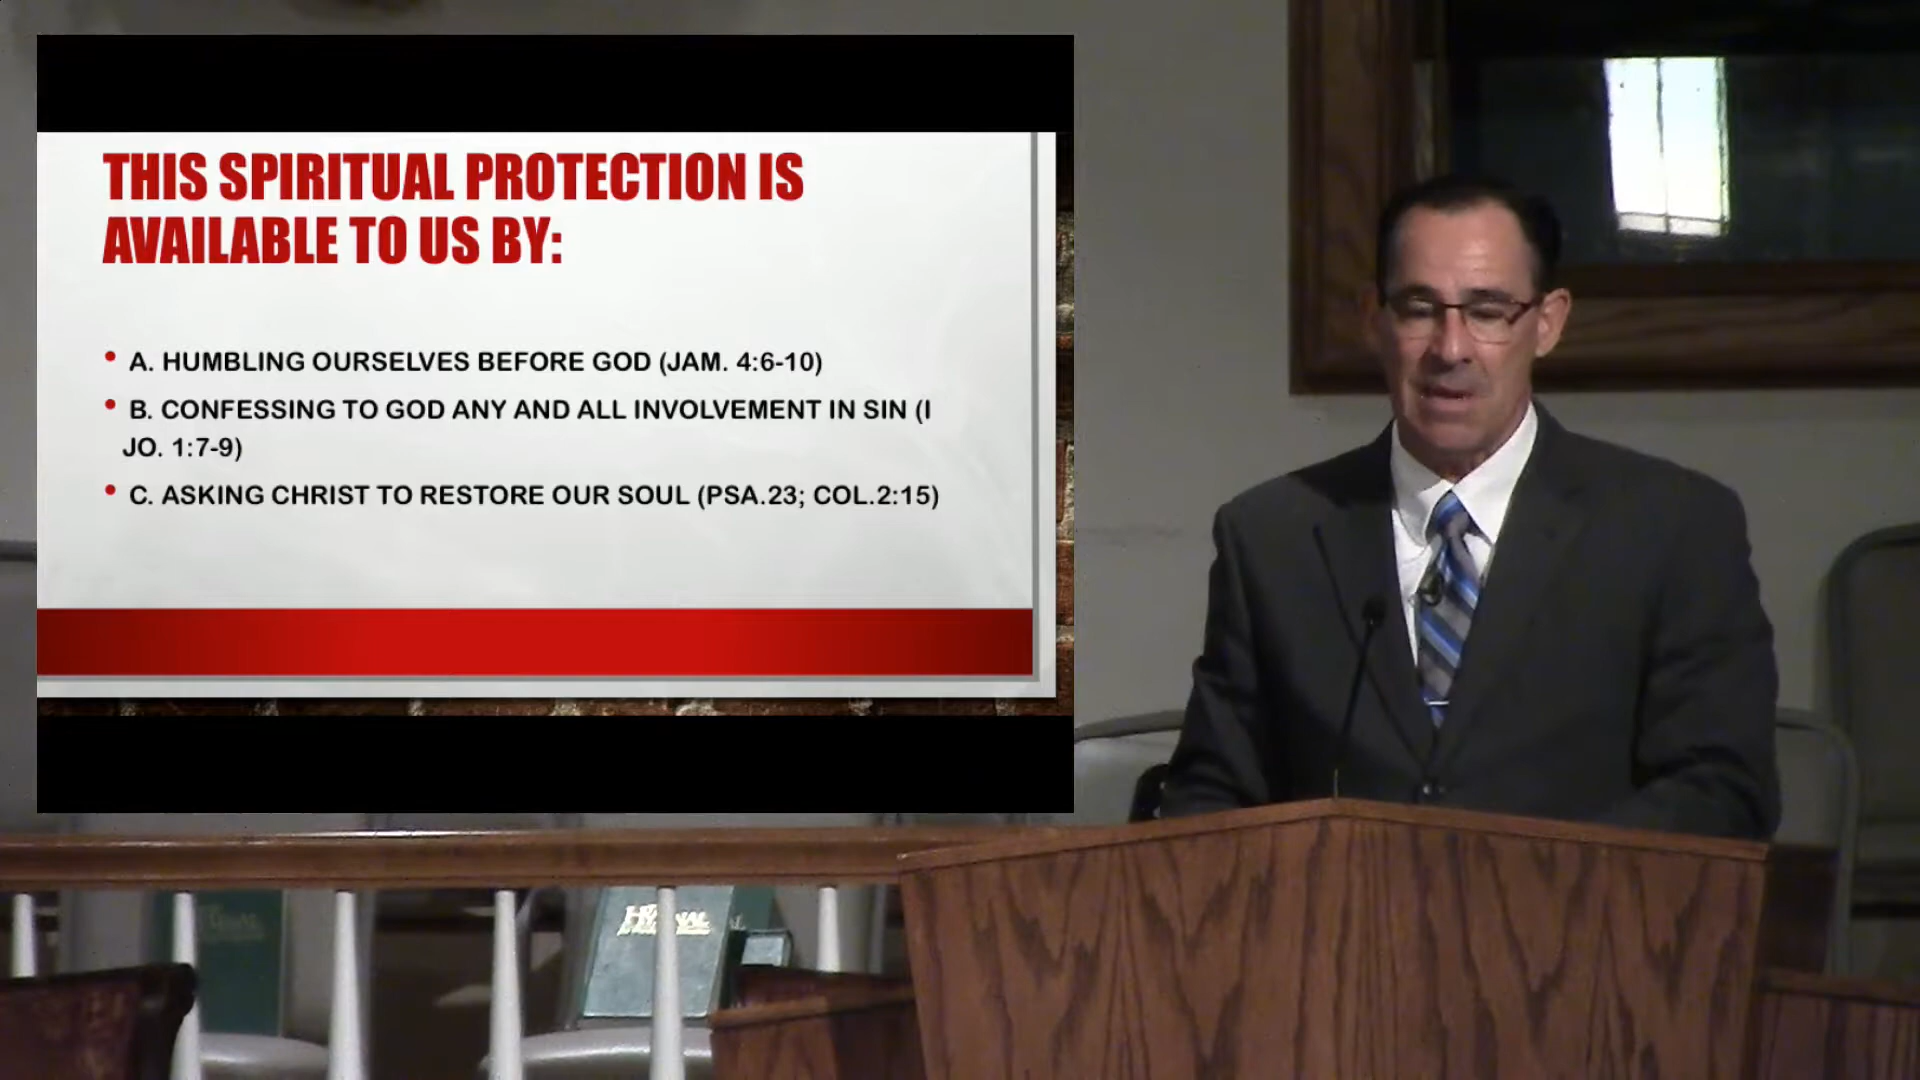 THIS SPIRITUAL PROTECTION IS
AVAILABLE TO US BY:
• A. HUMBLING OURSELVES BEFORE GOD (JAM. 4:6-10)
• B. CONFESSING TO GOD ANY AND ALL INVOLVEMENT IN SIN (I
JO. 1:7-9)
• C. ASKING CHRIST TO RESTORE OUR SOUL (PSA.23; COL.2:15)